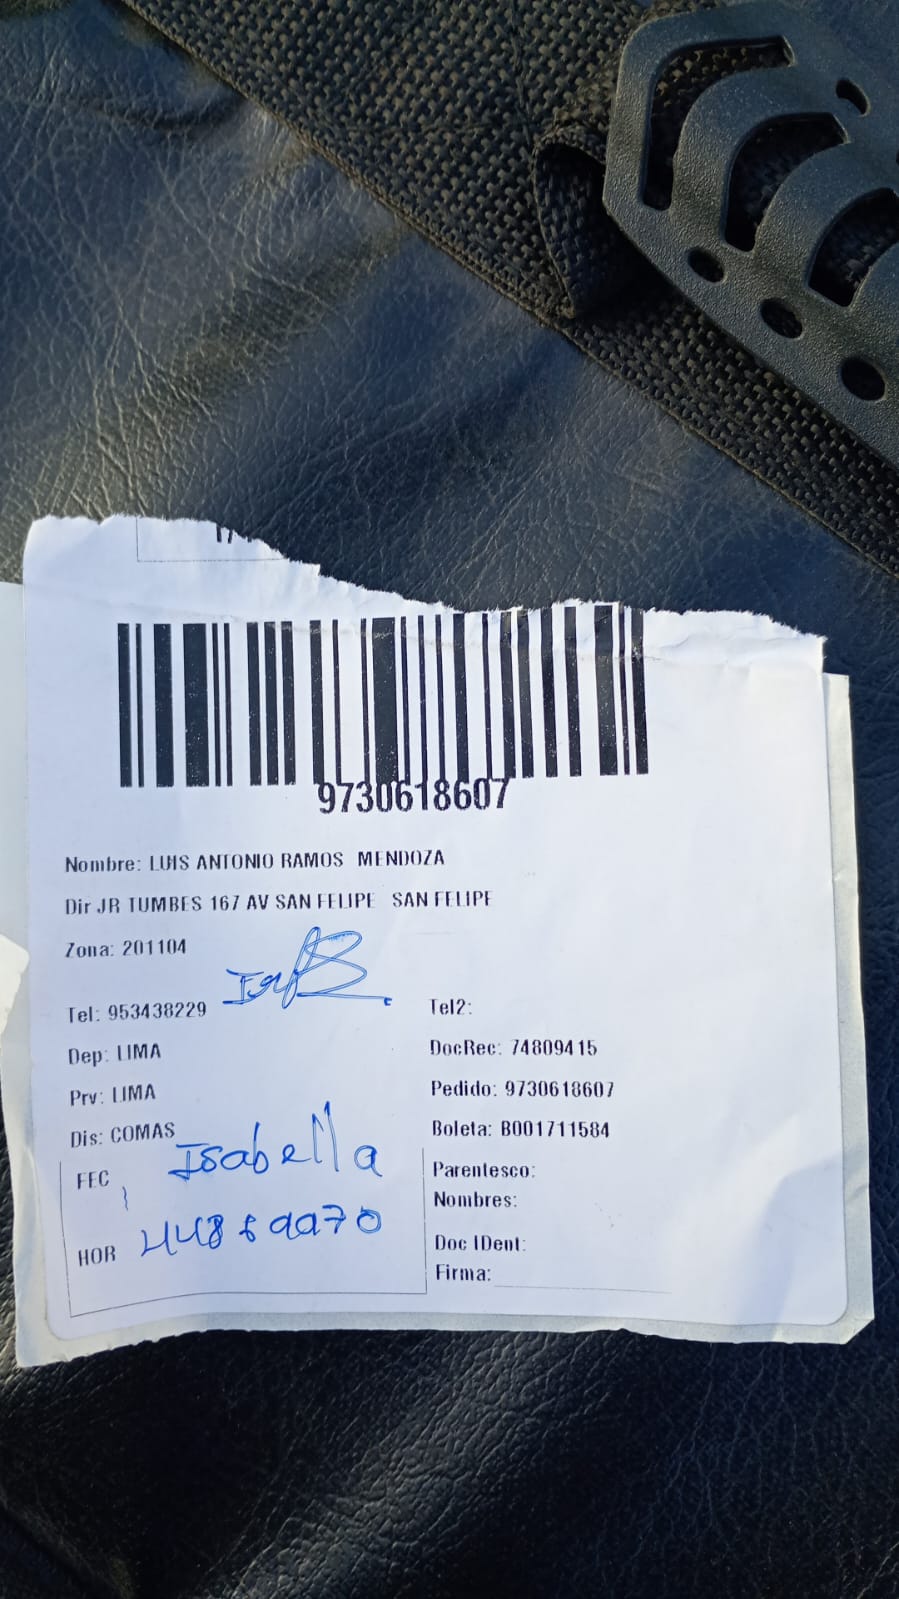 9730618607
Nombre: LUIS ANTONIO RAMOS MENDOZA
Dir JR TUMBES 167 AV SAN FELIPE SAN FELIPE
Zona: 201104
Tel: 953438229
Tel2:
Dep: LIMA
DocRec: 74809415
Prv: LIMA
Pedido: 9730618607
Dis: COMAS
Boleta: B001711584
FEC Isabella
Parentesco:
Nombres:
HOR
Doc IDent:
Firma: